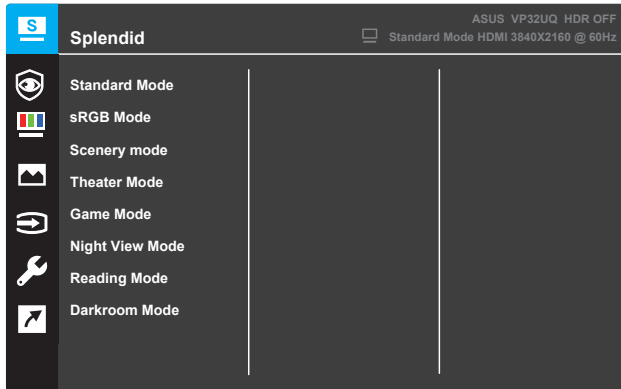 S
ASUS VP32UQ HDR OFF
Splendid
Standard Mode HDMI 3840X2160 @ 60Hz
Standard Mode
sRGB Mode
Scenery mode
Theater Mode
Game Mode
Night View Mode
Reading Mode
Darkroom Mode